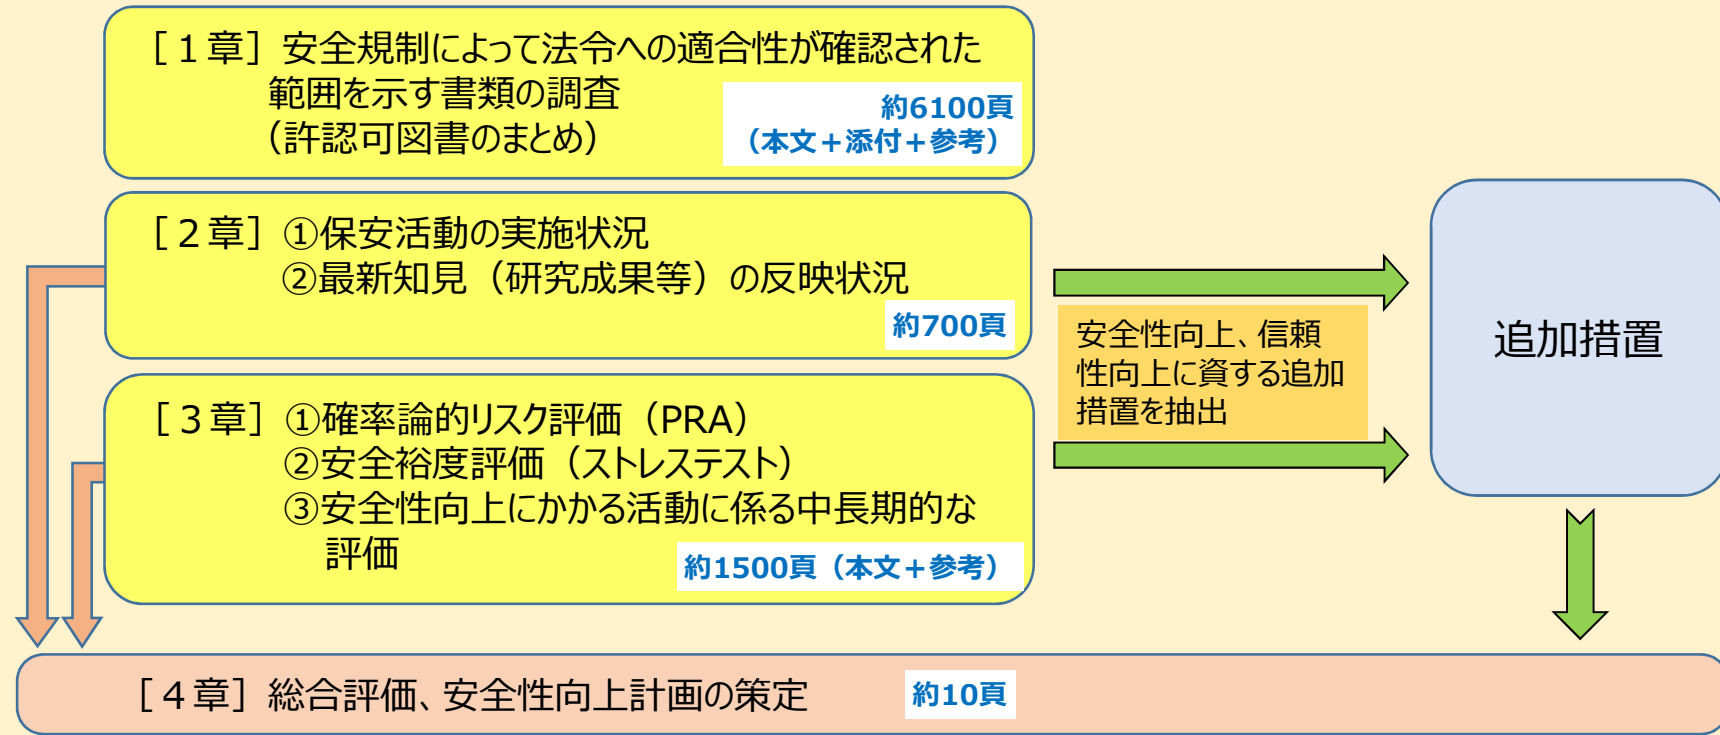 ［１章］安全規制によって法令への適合性が確認された
範囲を示す書類の調査
（許認可図書のまとめ）
約6100頁
（本文＋添付＋参考）
［２章］①保安活動の実施状況
②最新知見（研究成果等）の反映状況
約700頁
［３章］①確率論的リスク評価（PRA）
②安全裕度評価（ストレステスト）
③安全性向上にかかる活動に係る中長期的な
評価
約1500頁（本文＋参考）
安全性向上、信頼
性向上に資する追加
措置を抽出
追加措置
［４章］総合評価、安全性向上計画の策定
約10頁